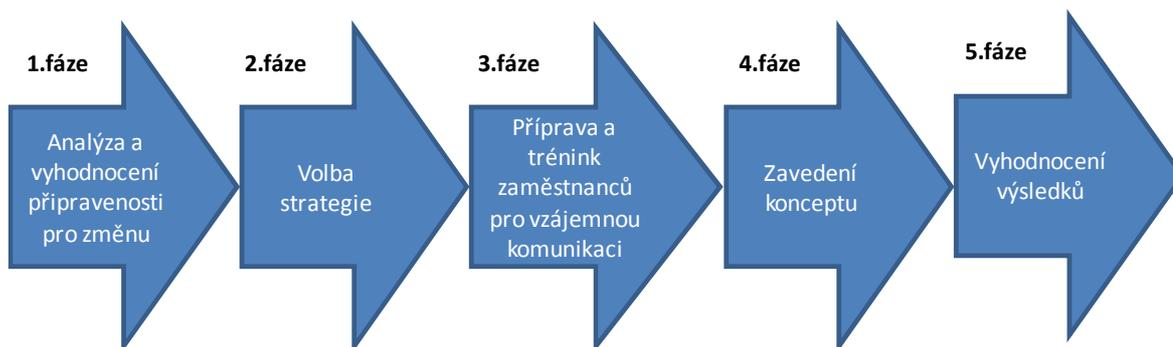 1.fáze
Analýza a
vyhodnocení
připravenosti
pro změnu
2.fáze
Volba
strategie
3.fáze
Příprava a
trénink
zaměstnanců
pro vzájemnou
komunikaci
4.fáze
Zavedení
konceptu
5.fáze
Vyhodnocení
výsledků